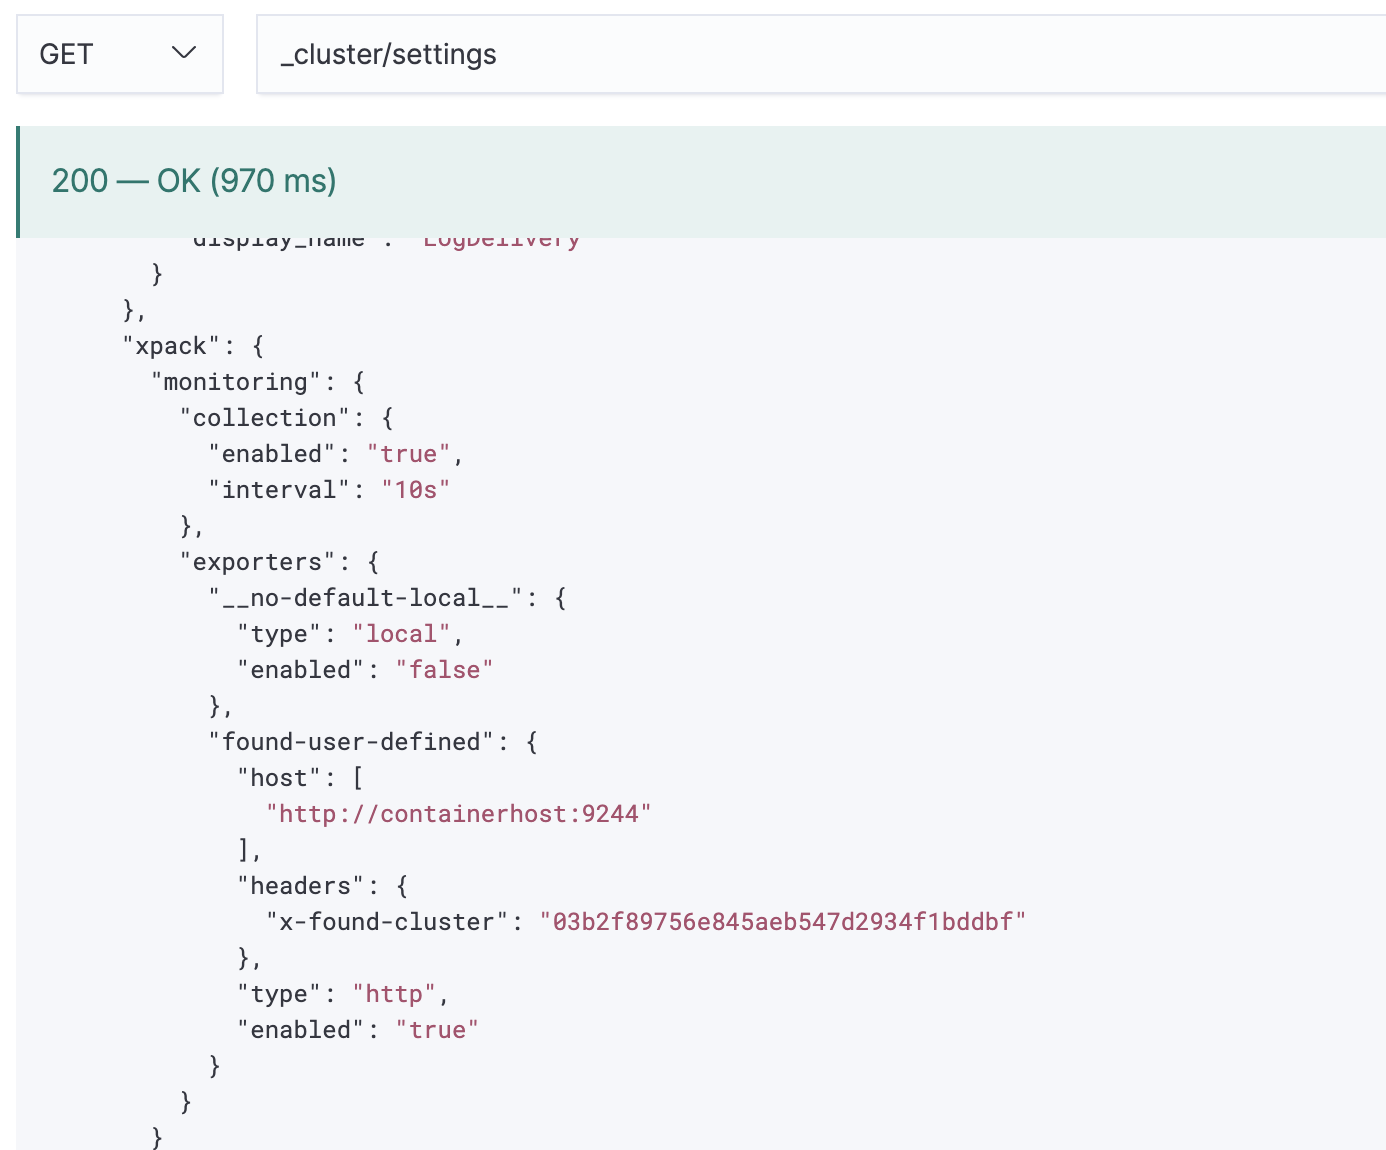 GET
_cluster/settings
200 — OK (970 ms)
"display_name": "LogDelivery"
}
},
"xpack": {
"monitoring": {
"collection": {
"enabled": "true",
"interval": "10s"
},
"exporters": {
"__no-default-local__": {
"type": "local",
"enabled": "false"
},
"found-user-defined": {
"host": [
"http://containerhost:9244"
],
"headers": {
"x-found-cluster": "03b2f89756e845aeb547d2934f1bddbf"
},
"type": "http",
"enabled": "true"
}
}
}